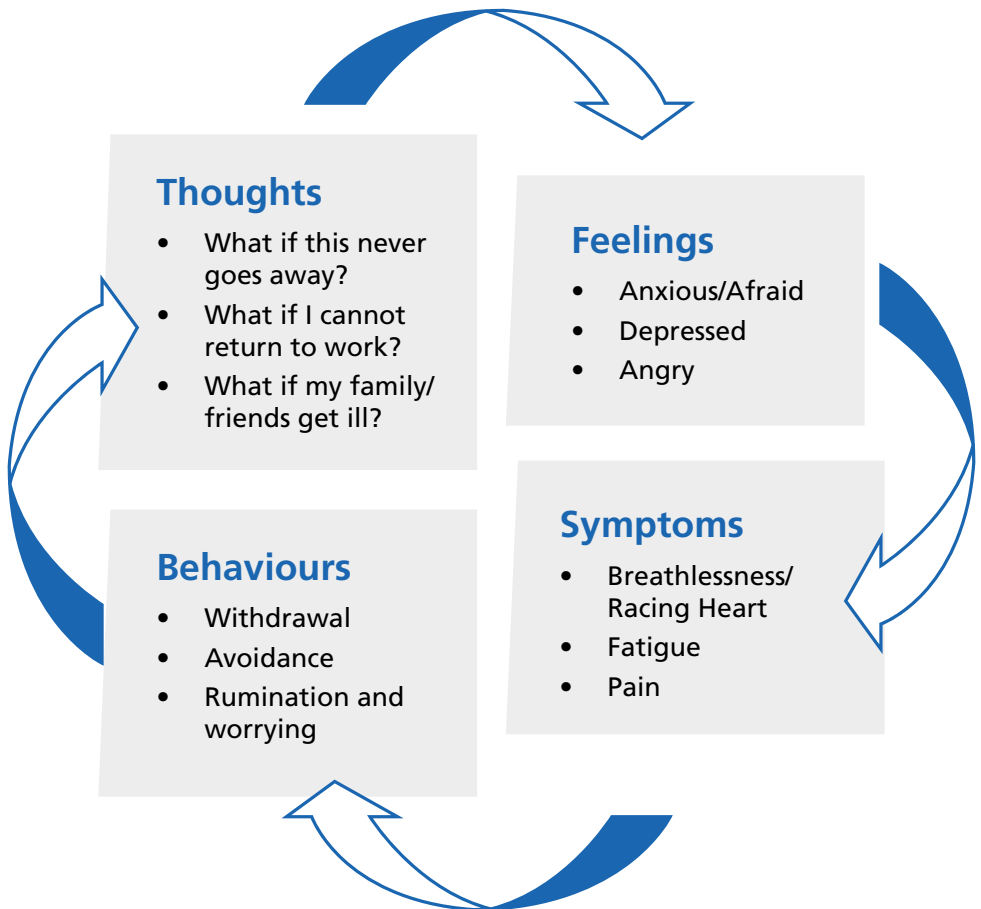 Thoughts
• What if this never
goes away?
• What if I cannot
return to work?
• What if my family/
friends get ill?
Feelings
• Anxious/Afraid
• Depressed
• Angry
Symptoms
• Breathlessness/
Racing Heart
• Fatigue
• Pain
Behaviours
• Withdrawal
• Avoidance
• Rumination and
worrying